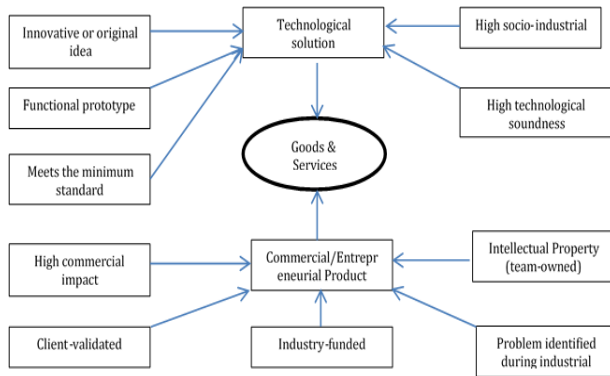 Innovative or original
idea
Technological
solution
High socio-industrial
Functional prototype
High technological
soundness
Goods &
Services
Meets the minimum
standard
High commercial
impact
Commercial/Entrepr
eneurial Product
Intellectual Property
(team-owned)
Client-validated
Industry-funded
Problem identified
during industrial